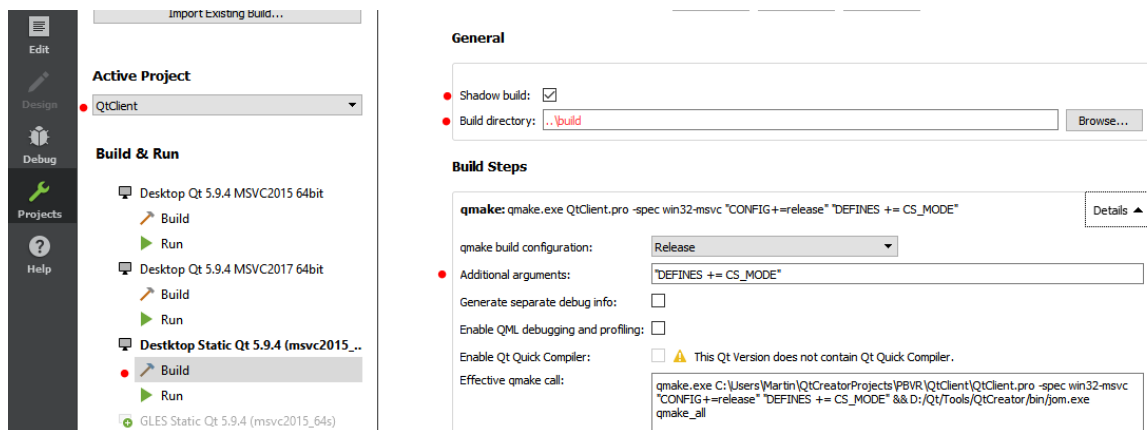 Import Existing Build...
Edit
Design
Debug
Projects
Help
Active Project
QtClient
Build & Run
Desktop Qt 5.9.4 MSVC2015 64bit
Build
Run
Desktop Qt 5.9.4 MSVC2017 64bit
Build
Run
Destktop Static Qt 5.9.4 (msvc2015_...
Build
Run
GLES Static Qt 5.9.4 (msvc2015_64s)
General
Shadow build:
Build directory: ..\build Browse...
Build Steps
qmake: qmake.exe QtClient.pro -spec win32-msvc "CONFIG+=release" "DEFINES += CS_MODE" Details
qmake build configuration: Release
Additional arguments: "DEFINES += CS_MODE"
Generate separate debug info:
Enable QML debugging and profiling:
Enable Qt Quick Compiler: This Qt Version does not contain Qt Quick Compiler.
Effective qmake call: qmake.exe C:\Users\Martin\QtCreatorProjects\PBVR\QtClient\QtClient.pro -spec win32-msvc
"CONFIG+=release" "DEFINES += CS_MODE" && D:/Qt/Tools/QtCreator/bin/jom.exe
qmake_all